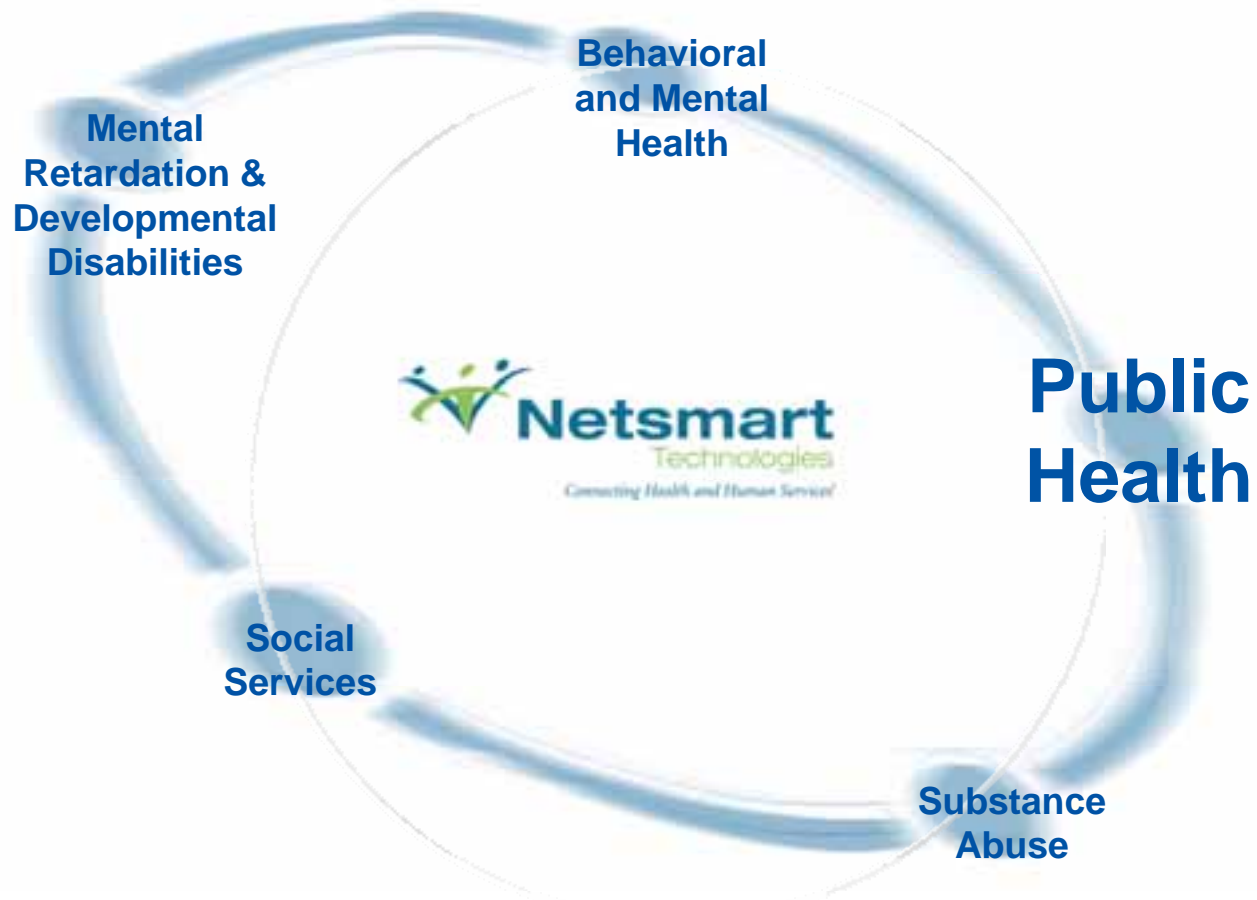 Behavioral
and Mental
Health
Mental
Retardation &
Developmental
Disabilities
Public
Health
Netsmart
Technologies
Connecting Health and Human Services
Social
Services
Substance
Abuse